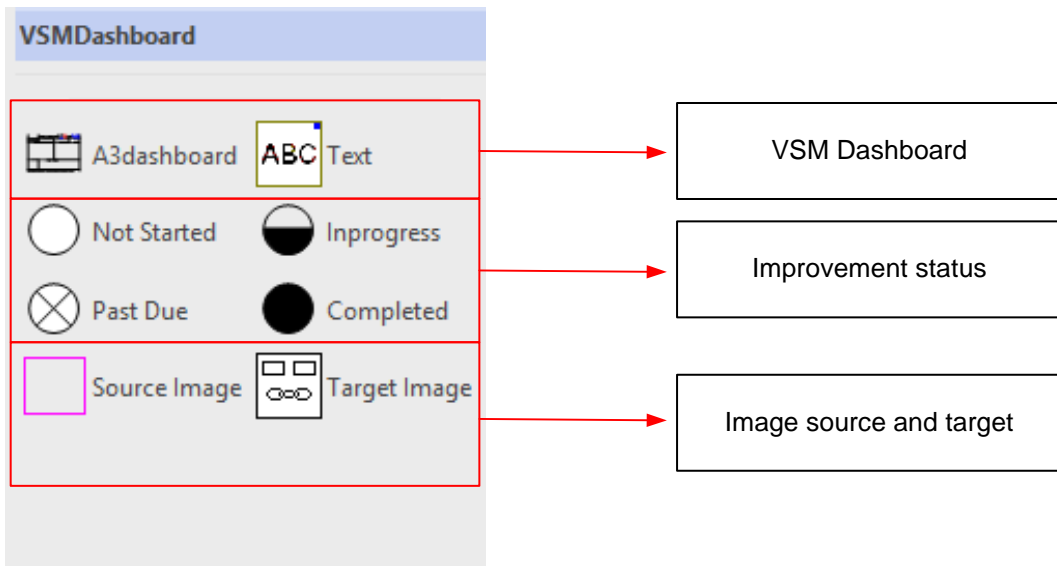 VSMDashboard
A3dashboard
ABC
Text
VSM Dashboard
Not Started
Inprogress
Improvement status
Past Due
Completed
Source Image
Target Image
Image source and target